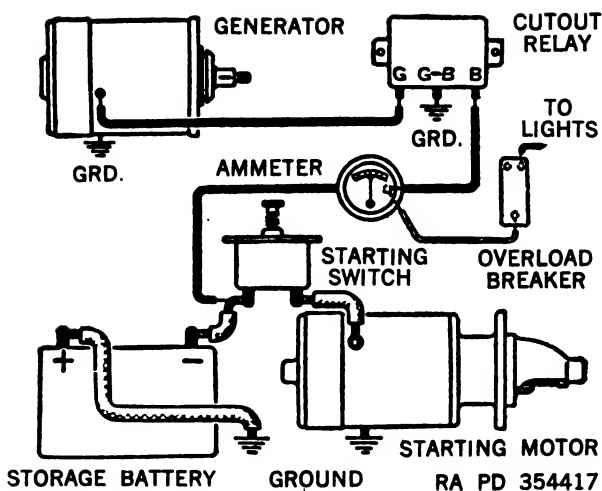 GENERATOR
CUTOUT
RELAY
G G-B B
GRD.
GRD.
TO
LIGHTS
AMMETER
STARTING
SWITCH
OVERLOAD
BREAKER
+ −
STARTING MOTOR
STORAGE BATTERY
GROUND
RA PD 354417